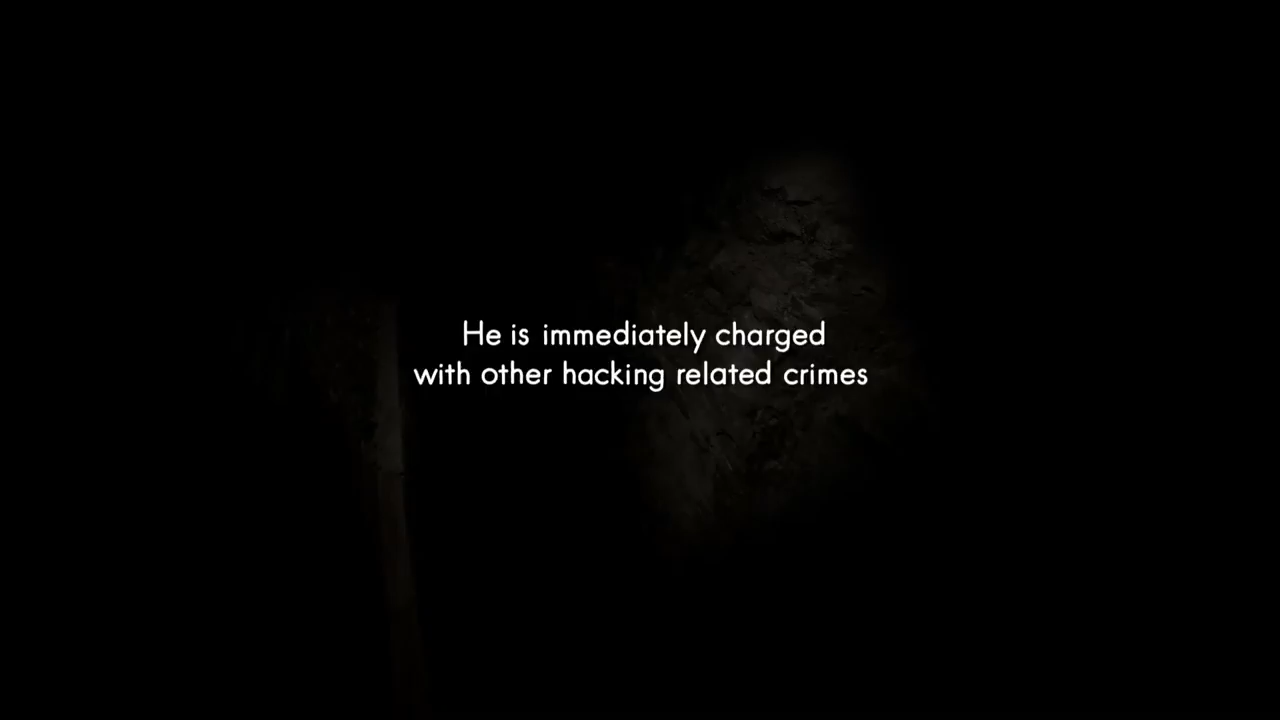 He is immediately charged
with other hacking related crimes